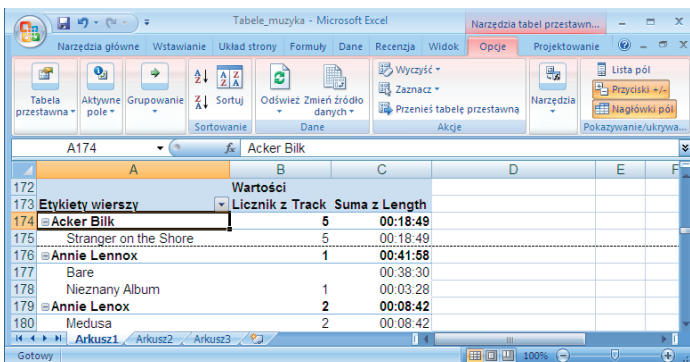 Tabele_muzyka - Microsoft Excel Narzędzia tabel przestawn...
Narzędzia główne Wstawianie Układ strony Formuły Dane Recenzja Widok Opcje Projektowanie
Tabela przestawna
Aktywne pole
Grupowanie
Sortuj
Sortowanie
Odśwież
Zmień źródło danych
Dane
Wyczyść
Zaznacz
Przenieś tabelę przestawną
Akcje
Narzędzia
Lista pól
Przyciski +/-
Nagłówki pól
Pokazywanie/ukrywa...
A174 fx Acker Bilk
A B C D E F
172 Wartości
173 Etykiety wierszy Licznik z Track Suma z Length
174 Acker Bilk 5 00:18:49
175 Stranger on the Shore 5 00:18:49
176 Annie Lennox 1 00:41:58
177 Bare 00:38:30
178 Nieznany Album 1 00:03:28
179 Annie Lenox 2 00:08:42
180 Medusa 2 00:08:42
Arkusz1 Arkusz2 Arkusz3
Gotowy 100%